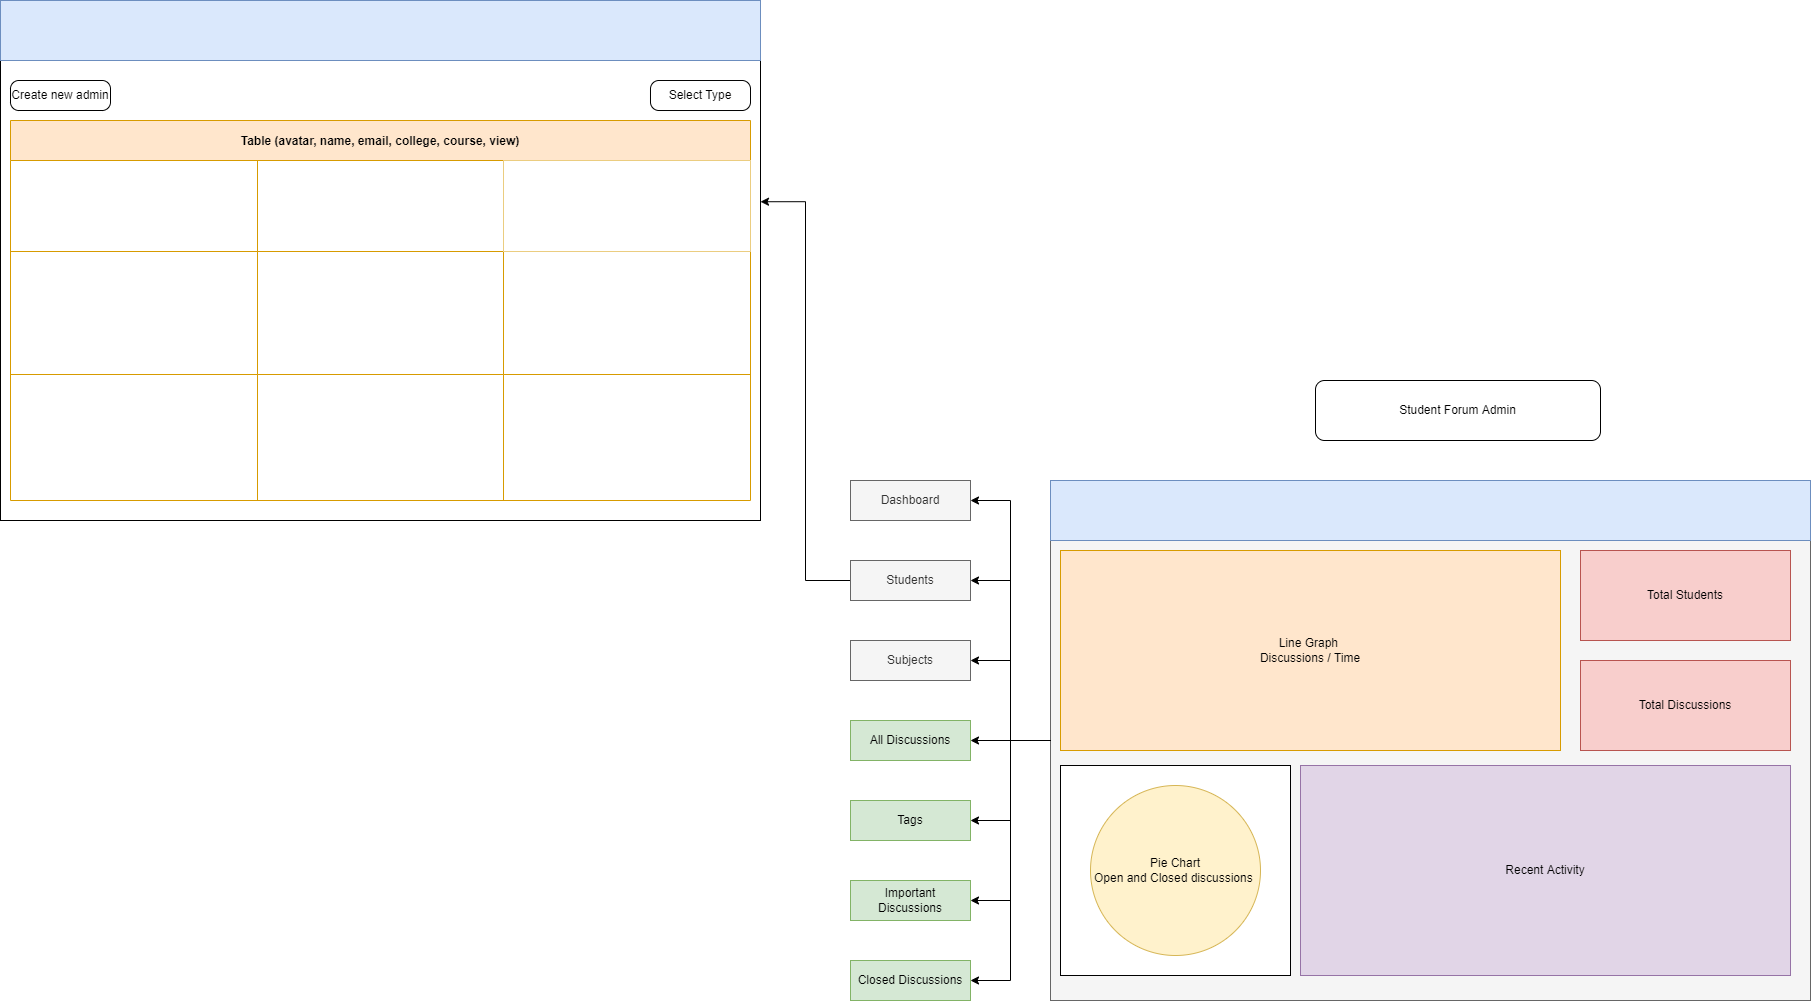 Create new admin
Select Type
Table (avatar, name, email, college, course, view)
Student Forum Admin
Dashboard
Students
Subjects
All Discussions
Tags
Important
Discussions
Closed Discussions
Line Graph
Discussions / Time
Total Students
Total Discussions
Pie Chart
Open and Closed discussions
Recent Activity